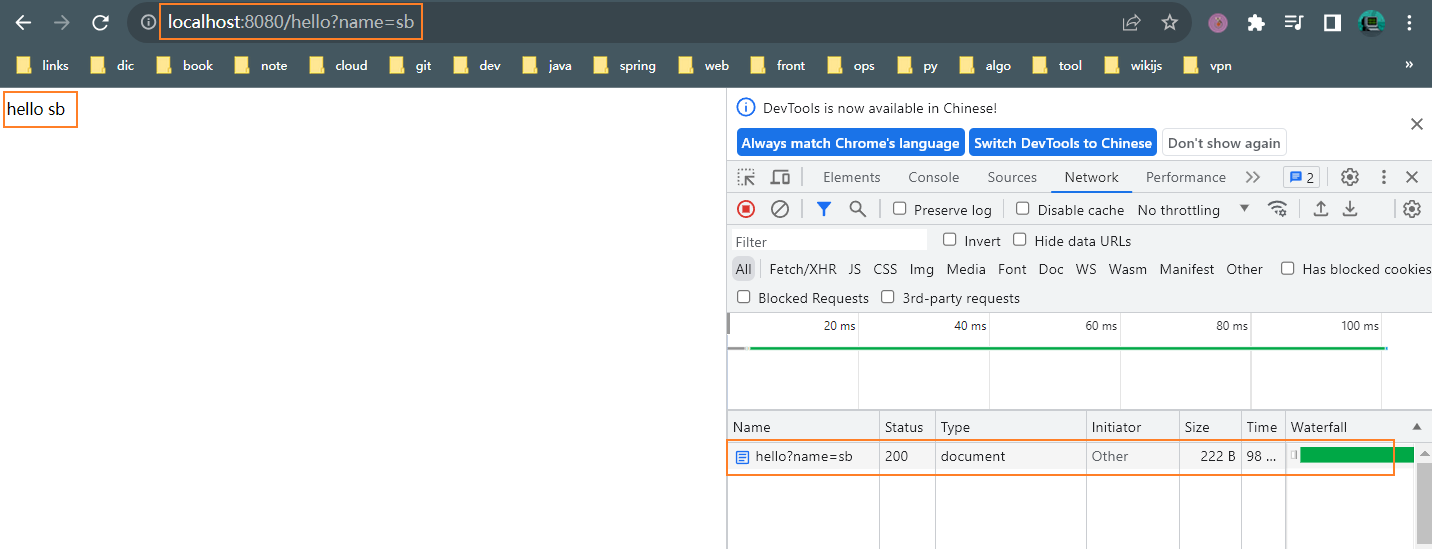 localhost:8080/hello?name=sb
links dic book note cloud git dev java spring web front ops py algo tool wikijs vpn »
hello sb
DevTools is now available in Chinese!
Always match Chrome's language Switch DevTools to Chinese Don't show again
Elements Console Sources Network Performance 2
Preserve log Disable cache No throttling
Filter Invert Hide data URLs
All Fetch/XHR JS CSS Img Media Font Doc WS Wasm Manifest Other Has blocked cookies
Blocked Requests 3rd-party requests
20 ms 40 ms 60 ms 80 ms 100 ms
Name Status Type Initiator Size Time Waterfall
hello?name=sb 200 document Other 222 B 98 ...